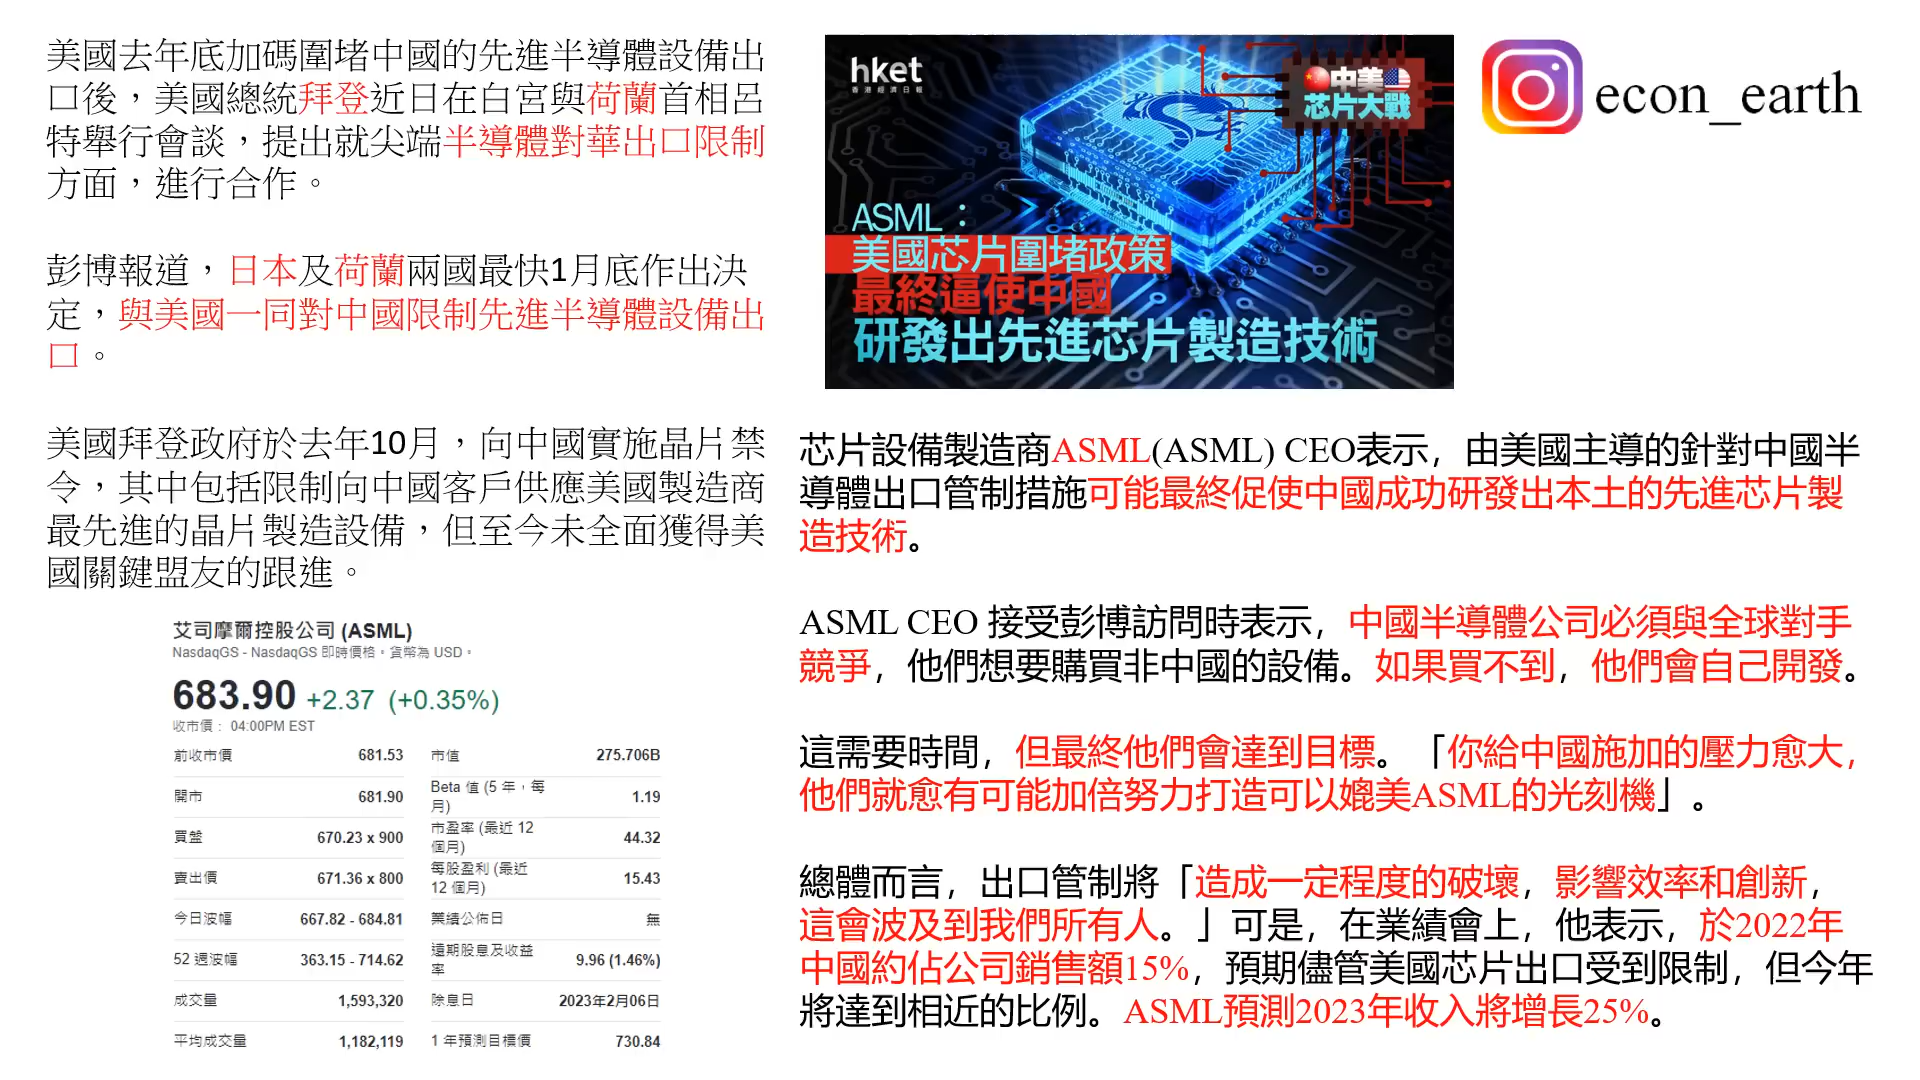 美國去年底加碼圍堵中國的先進半導體設備出
口後，美國總統拜登近日在白宮與荷蘭首相呂
特舉行會談，提出就尖端半導體對華出口限制
方面，進行合作。
彭博報道，日本及荷蘭兩國最快1月底作出決
定，與美國一同對中國限制先進半導體設備出
口。
美國拜登政府於去年10月，向中國實施晶片禁
令，其中包括限制向中國客戶供應美國製造商
最先進的晶片製造設備，但至今未全面獲得美
國關鍵盟友的跟進。
艾司摩爾控股公司 (ASML)
NasdaqGS - NasdaqGS 即時價格。貨幣為 USD。
683.90 +2.37 (+0.35%)
收市價： 04:00PM EST
前收市價 681.53
開市 681.90
買盤 670.23 x 900
賣出價 671.36 x 800
今日波幅 667.82 - 684.81
52 週波幅 363.15 - 714.62
成交量 1,593,320
平均成交量 1,182,119
市值 275.706B
Beta 值 (5 年，每
月) 1.19
市盈率 (最近 12
個月) 44.32
每股盈利 (最近
12 個月) 15.43
業績公佈日 無
遠期股息及收益
率 9.96 (1.46%)
除息日 2023年2月06日
1 年預測目標價 730.84
hket
香港經濟日報
中美
芯片大戰
ASML：
美國芯片圍堵政策
最終逼使中國
研發出先進芯片製造技術
econ_earth
芯片設備製造商ASML(ASML) CEO表示，由美國主導的針對中國半
導體出口管制措施可能最終促使中國成功研發出本土的先進芯片製
造技術。
ASML CEO 接受彭博訪問時表示，中國半導體公司必須與全球對手
競爭，他們想要購買非中國的設備。如果買不到，他們會自己開發。
這需要時間，但最終他們會達到目標。「你給中國施加的壓力愈大，
他們就愈有可能加倍努力打造可以媲美ASML的光刻機」。
總體而言，出口管制將「造成一定程度的破壞，影響效率和創新，
這會波及到我們所有人。」可是，在業績會上，他表示，於2022年
中國約佔公司銷售額15%，預期儘管美國芯片出口受到限制，但今年
將達到相近的比例。ASML預測2023年收入將增長25%。